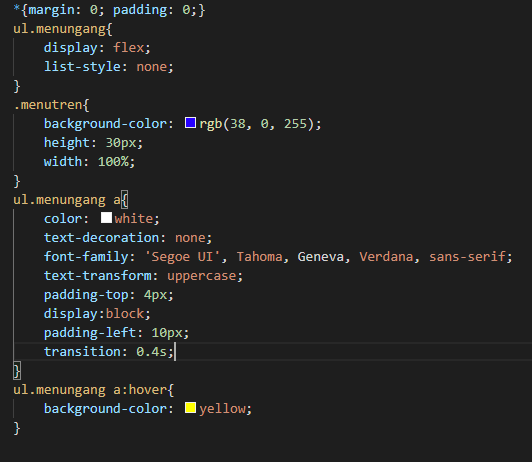 *{margin: 0; padding: 0;}
ul.menungang{
    display: flex;
    list-style: none;
}
.menutren{
    background-color: rgb(38, 0, 255);
    height: 30px;
    width: 100%;
}
ul.menungang a{
    color: white;
    text-decoration: none;
    font-family: 'Segoe UI', Tahoma, Geneva, Verdana, sans-serif;
    text-transform: uppercase;
    padding-top: 4px;
    display:block;
    padding-left: 10px;
    transition: 0.4s;
}
ul.menungang a:hover{
    background-color: yellow;
}